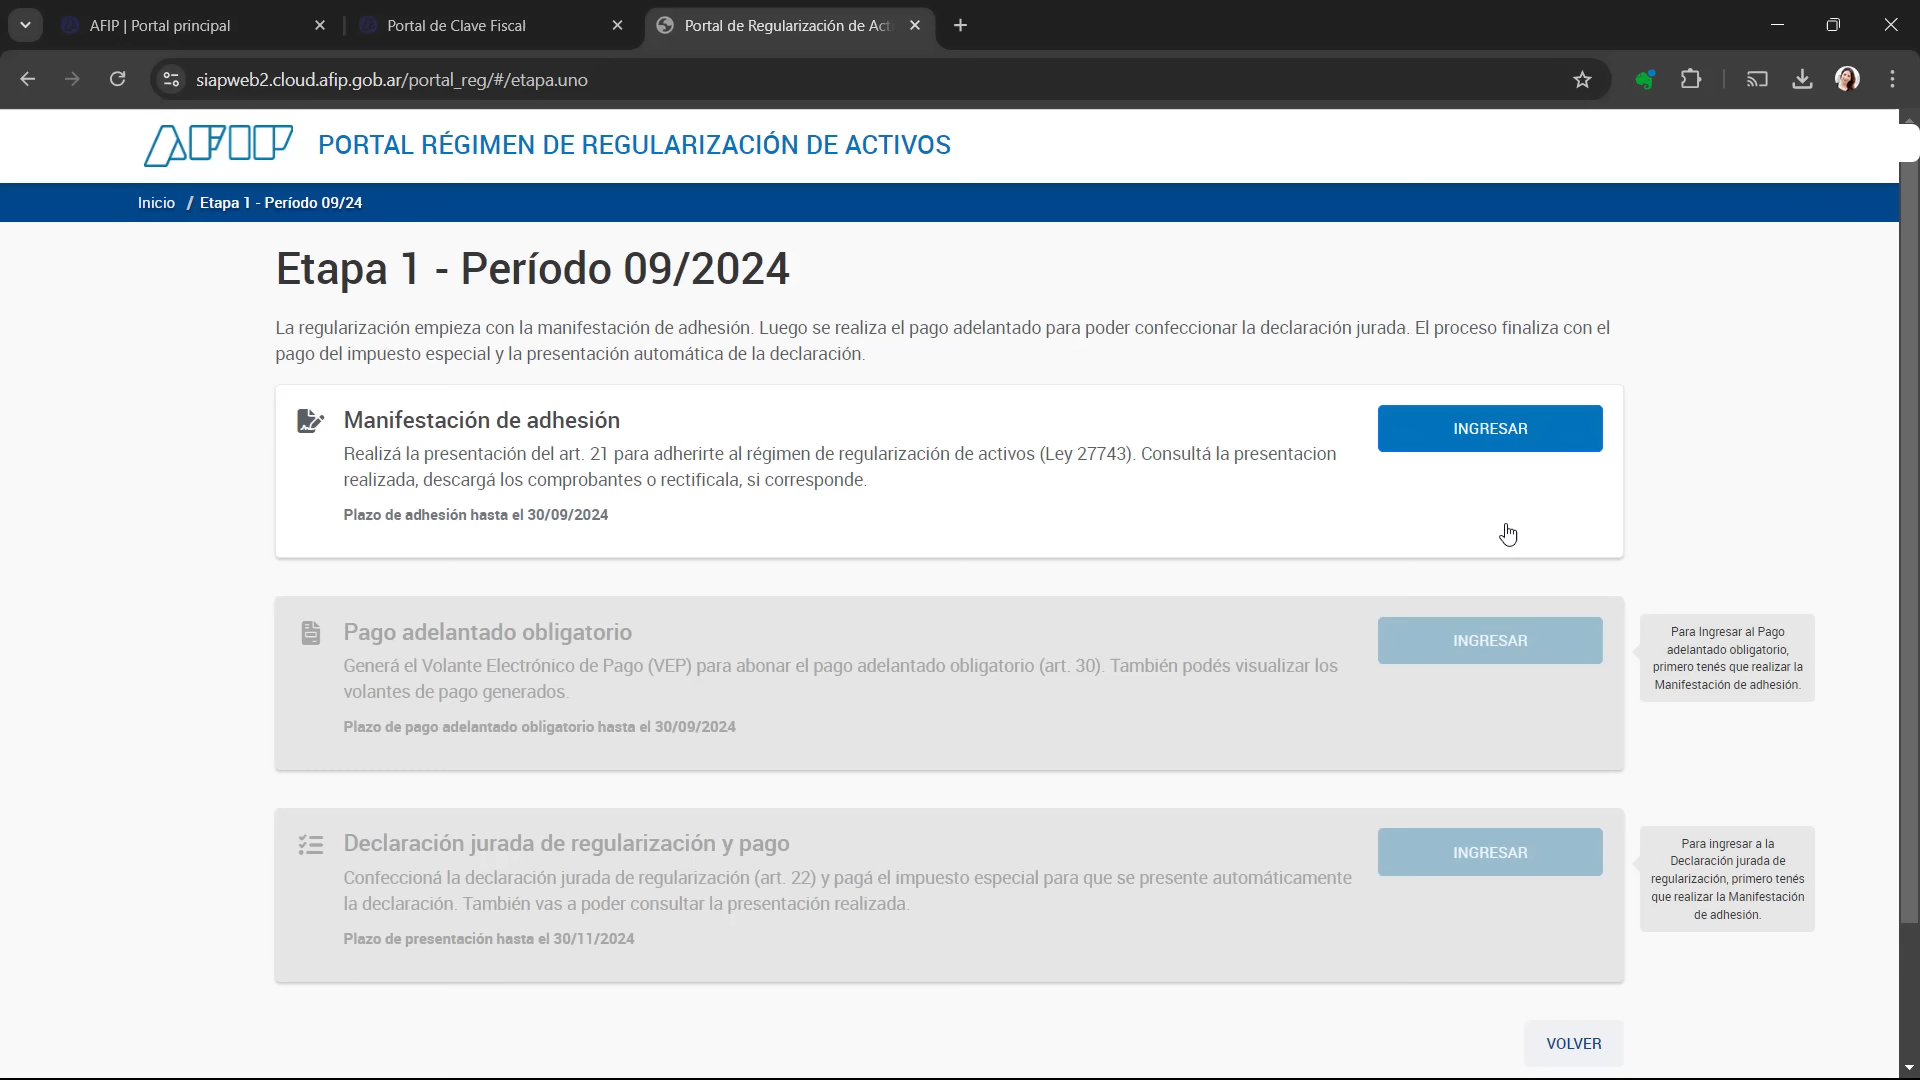 AFIP | Portal principal
Portal de Clave Fiscal
Portal de Regularización de Act
siapweb2.cloud.afip.gob.ar/portal_reg/#/etapa.uno
AFIP
PORTAL RÉGIMEN DE REGULARIZACIÓN DE ACTIVOS
Inicio / Etapa 1 - Período 09/24
Etapa 1 - Período 09/2024
La regularización empieza con la manifestación de adhesión. Luego se realiza el pago adelantado para poder confeccionar la declaración jurada. El proceso finaliza con el
pago del impuesto especial y la presentación automática de la declaración.
Manifestación de adhesión
INGRESAR
Realizá la presentación del art. 21 para adherirte al régimen de regularización de activos (Ley 27743). Consultá la presentacion
realizada, descargá los comprobantes o rectificala, si corresponde.
Plazo de adhesión hasta el 30/09/2024
Pago adelantado obligatorio
INGRESAR
Generá el Volante Electrónico de Pago (VEP) para abonar el pago adelantado obligatorio (art. 30). También podés visualizar los
volantes de pago generados.
Plazo de pago adelantado obligatorio hasta el 30/09/2024
Para Ingresar al Pago
adelantado obligatorio,
primero tenés que realizar la
Manifestación de adhesión.
Declaración jurada de regularización y pago
INGRESAR
Confeccioná la declaración jurada de regularización (art. 22) y pagá el impuesto especial para que se presente automáticamente
la declaración. También vas a poder consultar la presentación realizada.
Plazo de presentación hasta el 30/11/2024
Para ingresar a la
Declaración jurada de
regularización, primero tenés
que realizar la Manifestación
de adhesión.
VOLVER